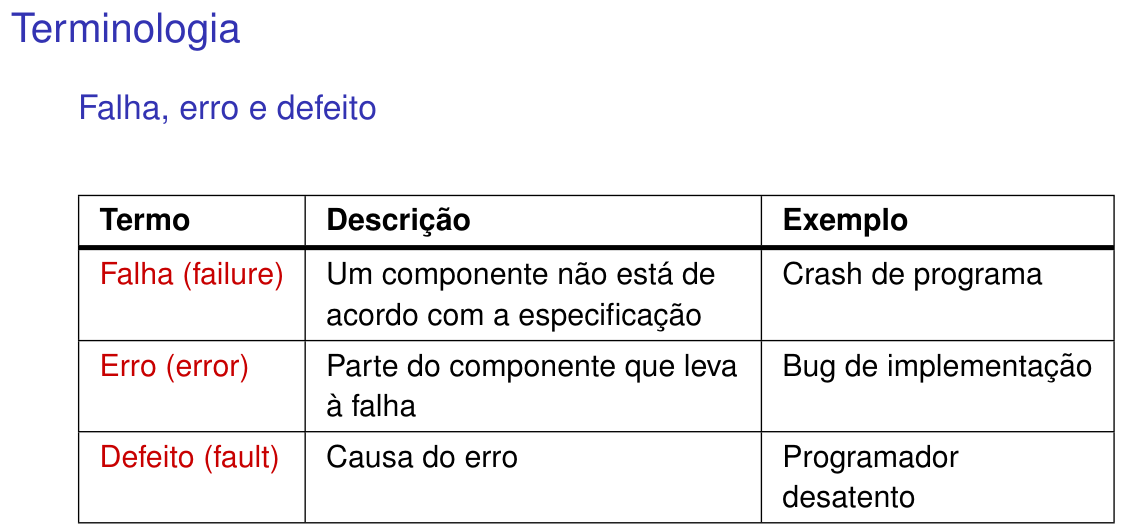 Terminologia
Falha, erro e defeito
Termo Descrição Exemplo
Falha (failure) Um componente não está de Crash de programa
acordo com a especificação
Erro (error) Parte do componente que leva Bug de implementação
à falha
Defeito (fault) Causa do erro Programador
desatento